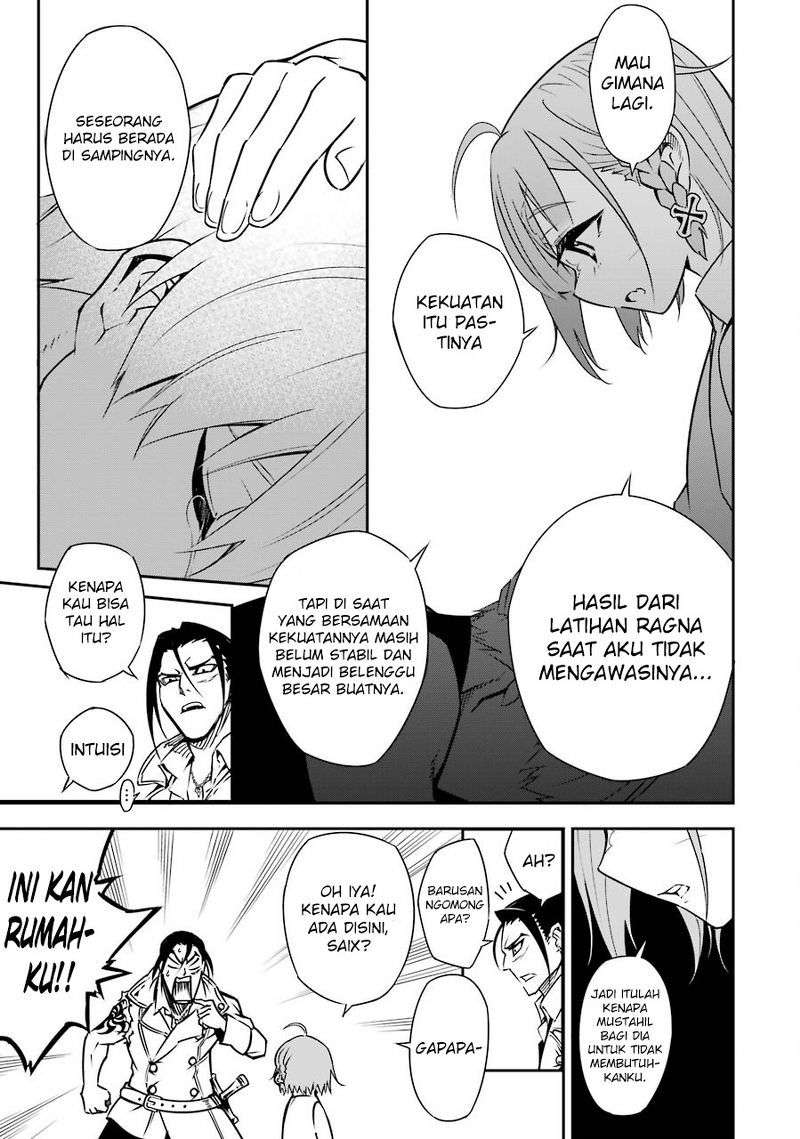 MAU
GIMANA
LAGI.
KEKUATAN
ITU PAS-
TINYA
SESEORANG
HARUS BERADA
DI SAMPINGNYA.
HASIL DARI
LATIHAN RAGNA
SAAT AKU TIDAK
MENGAWASINYA...
TAPI DI SAAT
YANG BERSAMAAN
KEKUATANNYA MASIH
BELUM STABIL DAN
MENJADI BELENGGU
BESAR BUATNYA.
KENAPA
KAU BISA
TAU HAL
ITU?
INTUISI
...
JADI ITULAH
KENAPA
MUSTAHIL
BAGI DIA
UNTUK TIDAK
MEMBUTUH-
KANKU.
AH?
BARUSAN
NGOMONG
APA?
GAPAPA-
OH IYA!
KENAPA KAU
ADA DISINI,
SAIX?
INI KAN
RUMAH-
KU!!